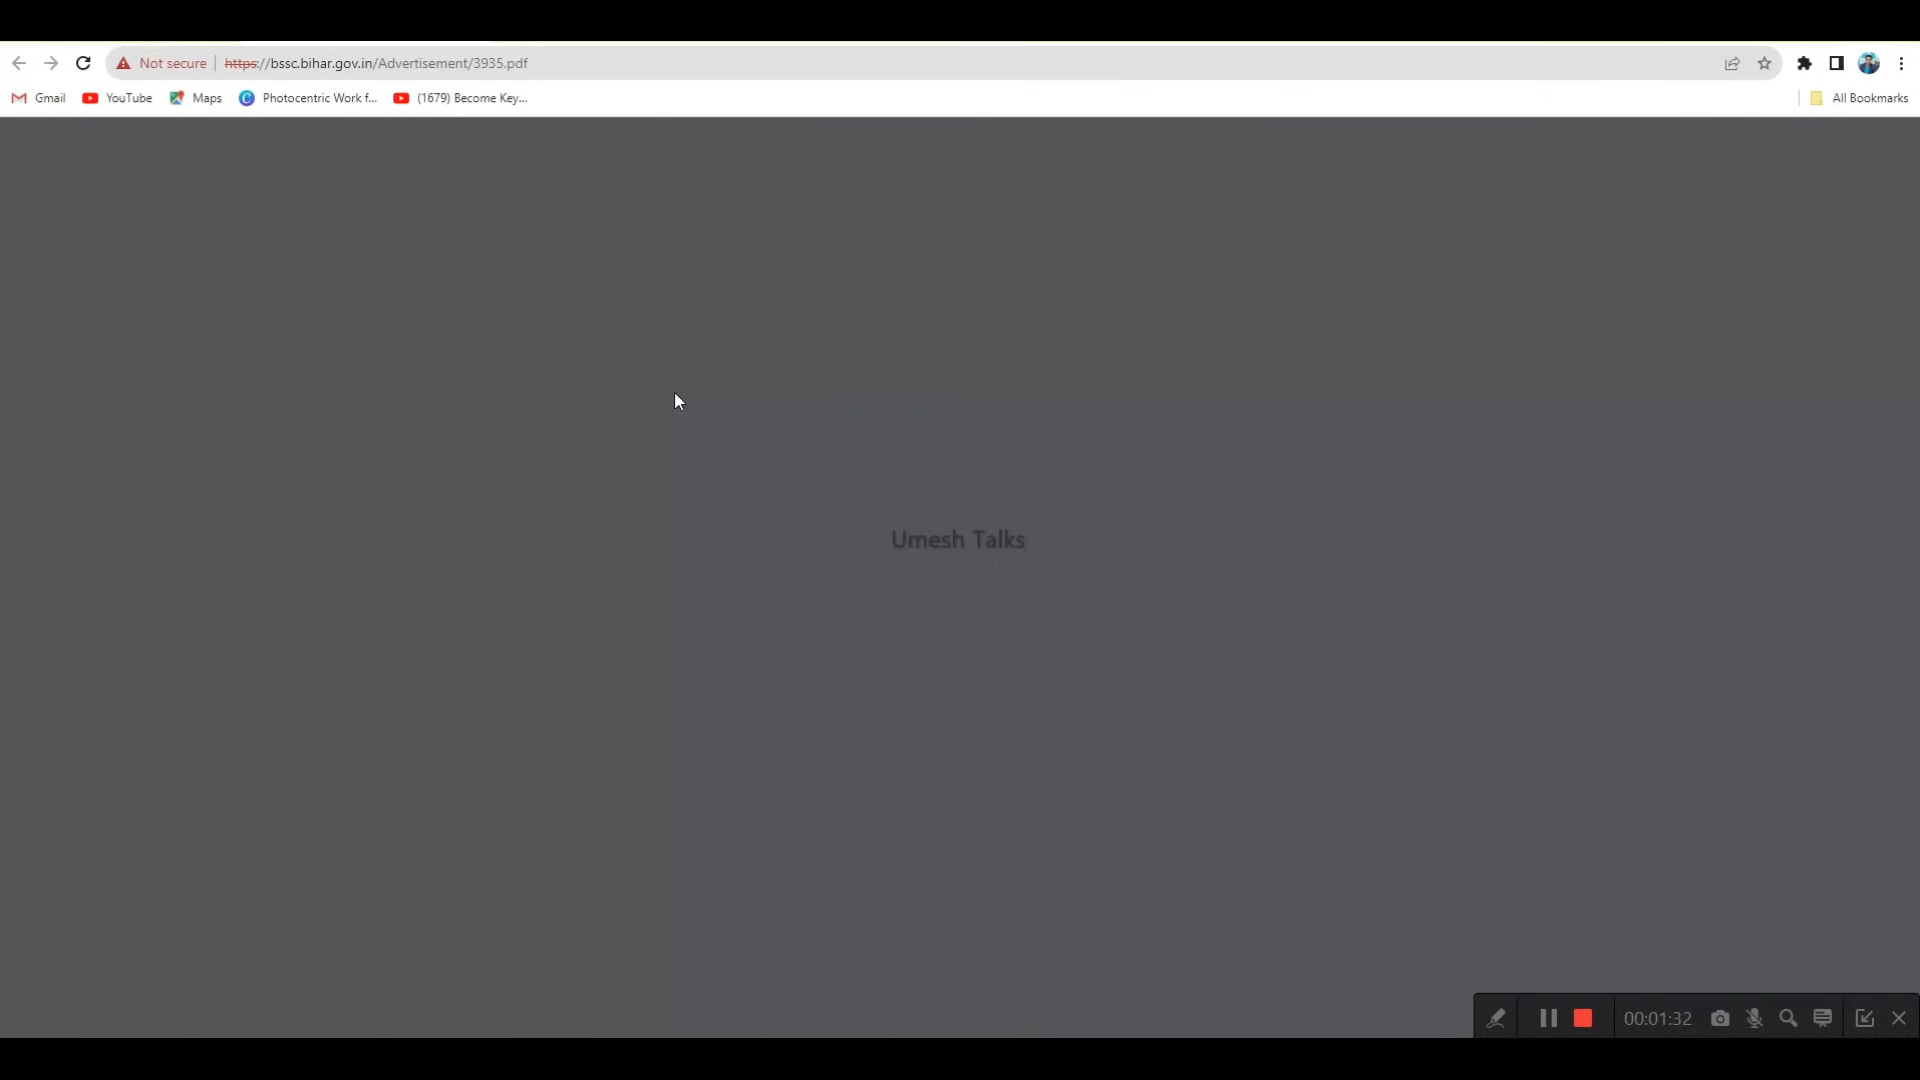 Not secure | https://bssc.bihar.gov.in/Advertisement/3935.pdf
Gmail YouTube Maps Photocentric Work f... (1679) Become Key... All Bookmarks
Umesh Talks
00:01:32